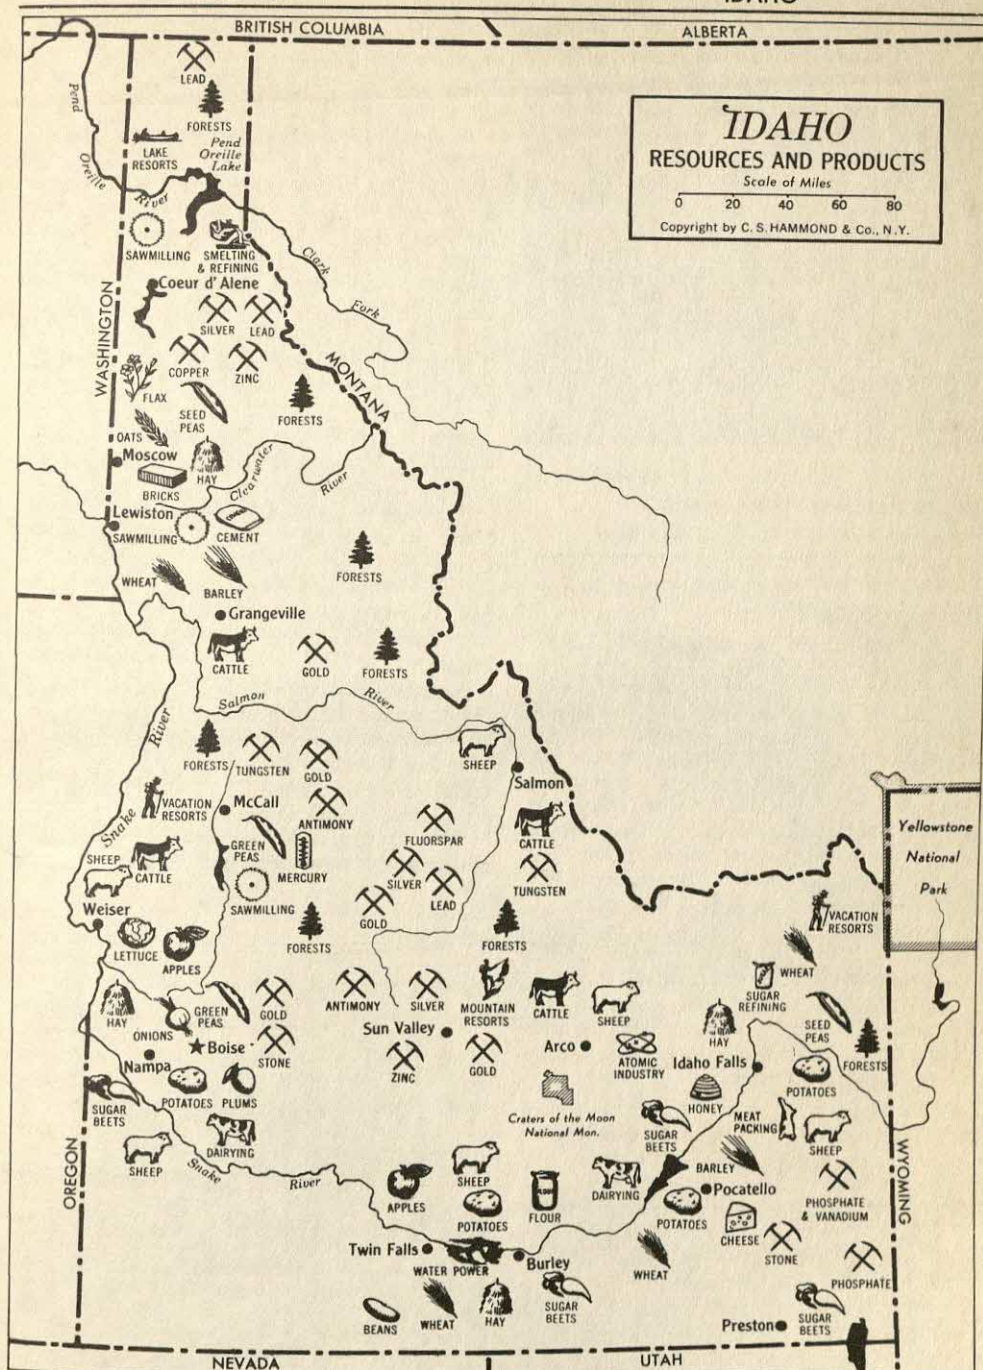 IDAHO
BRITISH COLUMBIA
ALBERTA
IDAHO
RESOURCES AND PRODUCTS
Scale of Miles
0 20 40 60 80
Copyright by C. S. HAMMOND & Co., N.Y.
LEAD
FORESTS
Pend
Oreille
River
LAKE
RESORTS
Pend
Oreille
Lake
SAWMILLING
SMELTING
& REFINING
Clark
Fork
Coeur d'Alene
WASHINGTON
MONTANA
SILVER
LEAD
COPPER
ZINC
FLAX
SEED
PEAS
FORESTS
OATS
Moscow
HAY
BRICKS
Clearwater
River
Lewiston
SAWMILLING
CEMENT
WHEAT
BARLEY
FORESTS
Grangeville
CATTLE
GOLD
FORESTS
Salmon
River
River
Snake
FORESTS
TUNGSTEN
GOLD
SHEEP
Salmon
VACATION
RESORTS
McCall
ANTIMONY
FLUORSPAR
CATTLE
Yellowstone
National
Park
GREEN
PEAS
MERCURY
SHEEP
CATTLE
SAWMILLING
SILVER
LEAD
TUNGSTEN
GOLD
Weiser
LETTUCE
APPLES
FORESTS
FORESTS
VACATION
RESORTS
WHEAT
SUGAR
REFINING
HAY
ONIONS
GREEN
PEAS
GOLD
ANTIMONY
SILVER
MOUNTAIN
RESORTS
CATTLE
SHEEP
HAY
SEED
PEAS
FORESTS
Boise
STONE
Sun Valley
ZINC
GOLD
Arco
ATOMIC
INDUSTRY
Idaho Falls
Nampa
POTATOES
PLUMS
POTATOES
SUGAR
BEETS
Craters of the Moon
National Mon.
HONEY
SUGAR
BEETS
MEAT
PACKING
SHEEP
OREGON
SHEEP
DAIRYING
Snake
River
APPLES
SHEEP
POTATOES
FLOUR
FLOUR
DAIRYING
BARLEY
POTATOES
Pocatello
CHEESE
STONE
PHOSPHATE
& VANADIUM
WYOMING
Twin Falls
WATER POWER
Burley
WHEAT
PHOSPHATE
BEANS
WHEAT
HAY
SUGAR
BEETS
Preston
SUGAR
BEETS
NEVADA
UTAH